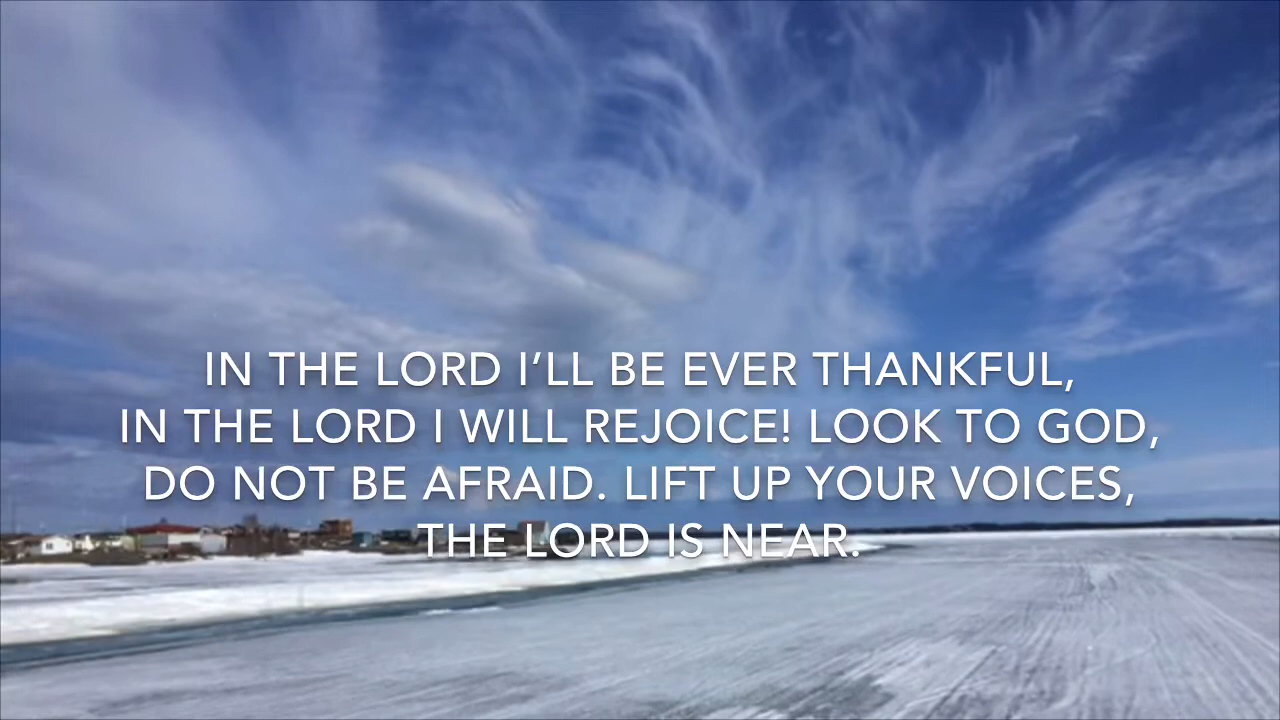 IN THE LORD I’LL BE EVER THANKFUL,
IN THE LORD I WILL REJOICE! LOOK TO GOD,
DO NOT BE AFRAID. LIFT UP YOUR VOICES,
THE LORD IS NEAR.